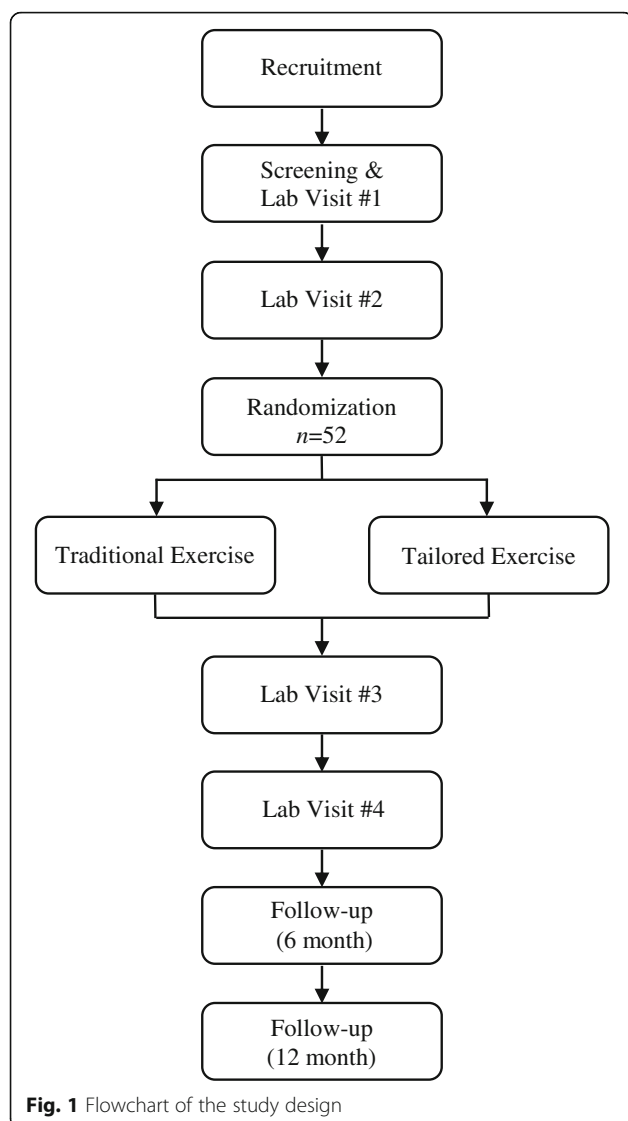 Recruitment
Screening &
Lab Visit #1
Lab Visit #2
Randomization
n=52
Traditional Exercise
Tailored Exercise
Lab Visit #3
Lab Visit #4
Follow-up
(6 month)
Follow-up
(12 month)
Fig. 1 Flowchart of the study design